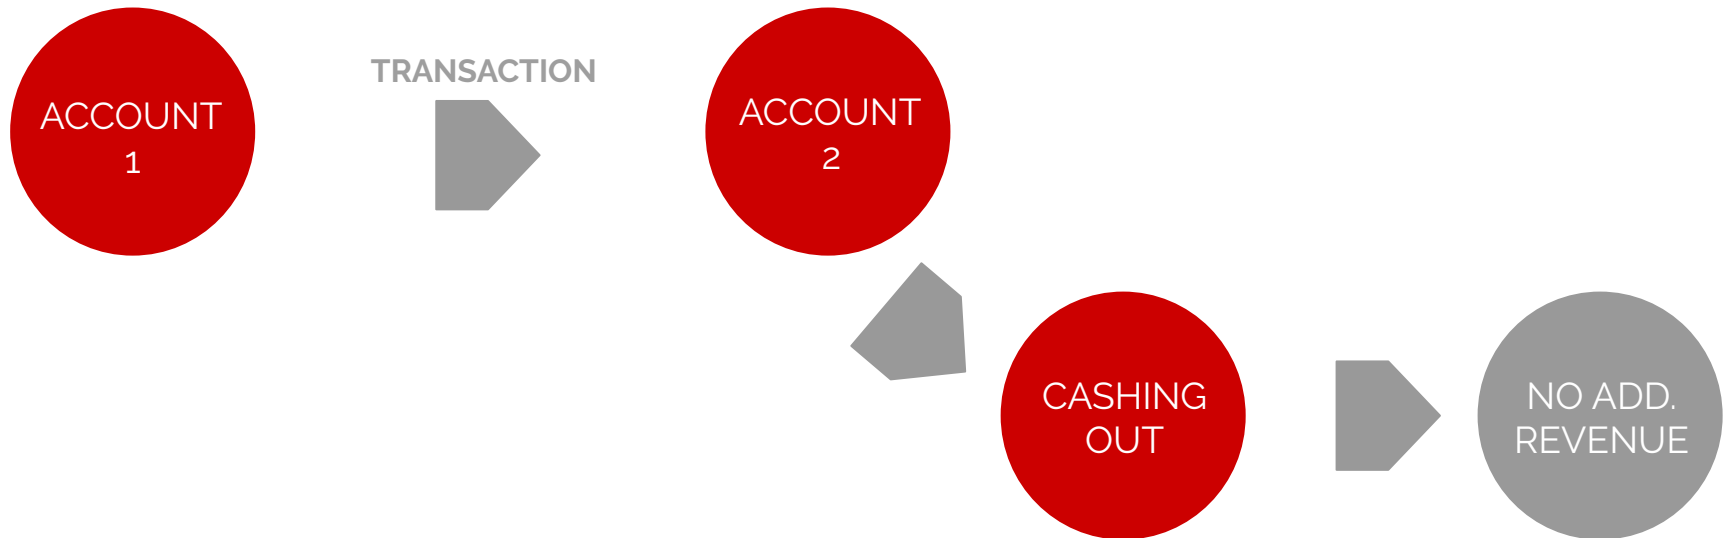 ACCOUNT
1
TRANSACTION
ACCOUNT
2
CASHING
OUT
NO ADD.
REVENUE